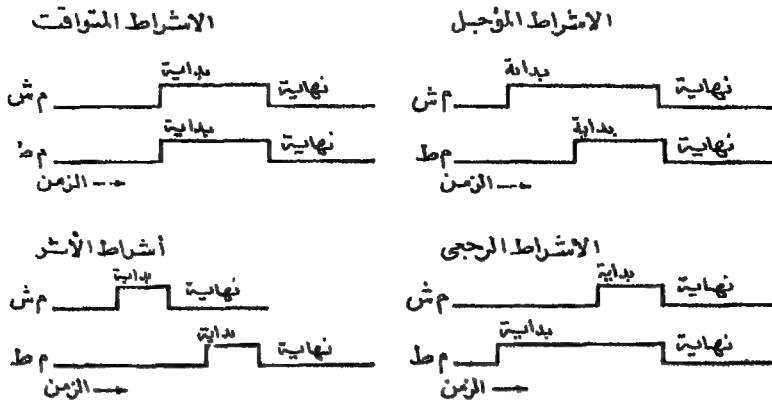 الاشراط المتواقت
بداية
م ش
نهاية
بداية
م ط
نهاية
الزمن
الاشراط المؤجل
بداية
م ش
نهاية
بداية
م ط
نهاية
الزمن
أشراط الأثر
بداية
م ش
نهاية
بداية
م ط
نهاية
الزمن
الاشراط الرجعي
بداية
م ش
نهاية
بداية
م ط
نهاية
الزمن